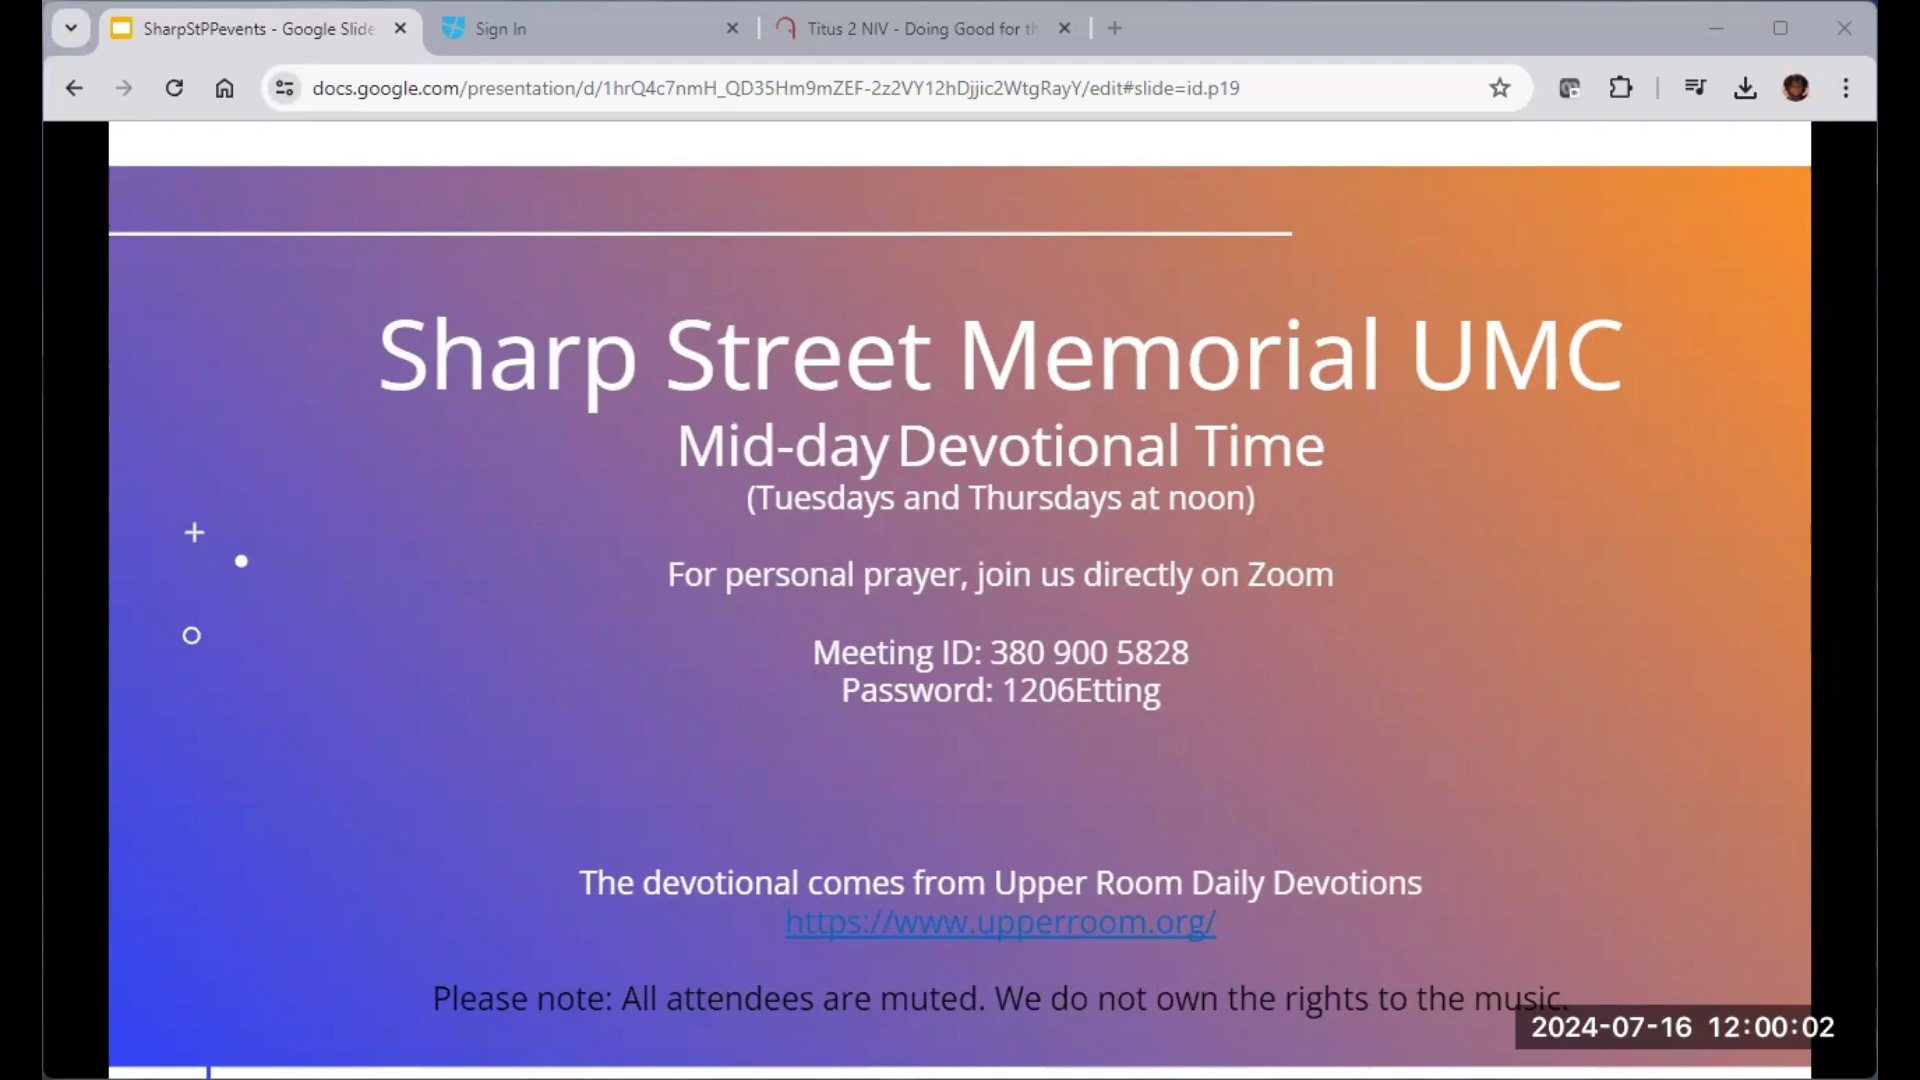 SharpStPPevents - Google Slide
Sign In
Titus 2 NIV - Doing Good for th
docs.google.com/presentation/d/1hrQ4c7nmH_QD35Hm9mZEF-2z2VY12hDjjic2WtgRayY/edit#slide=id.p19
Sharp Street Memorial UMC
Mid-day Devotional Time
(Tuesdays and Thursdays at noon)
For personal prayer, join us directly on Zoom
Meeting ID: 380 900 5828
Password: 1206Etting
The devotional comes from Upper Room Daily Devotions
https://www.upperroom.org/
Please note: All attendees are muted. We do not own the rights to the music.
2024-07-16 12:00:02